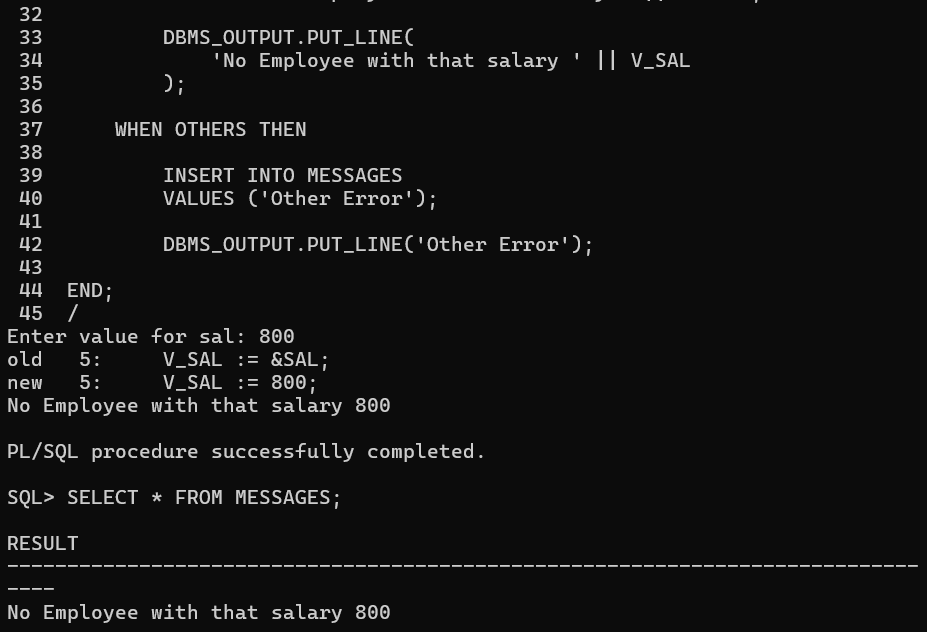 32
33          DBMS_OUTPUT.PUT_LINE(
34              'No Employee with that salary ' || V_SAL
35          );
36
37      WHEN OTHERS THEN
38
39          INSERT INTO MESSAGES
40          VALUES ('Other Error');
41
42          DBMS_OUTPUT.PUT_LINE('Other Error');
43
44  END;
45  /
Enter value for sal: 800
old   5:     V_SAL := &SAL;
new   5:     V_SAL := 800;
No Employee with that salary 800
PL/SQL procedure successfully completed.
SQL> SELECT * FROM MESSAGES;
RESULT
----------------------------------------------------------------------------
----
No Employee with that salary 800